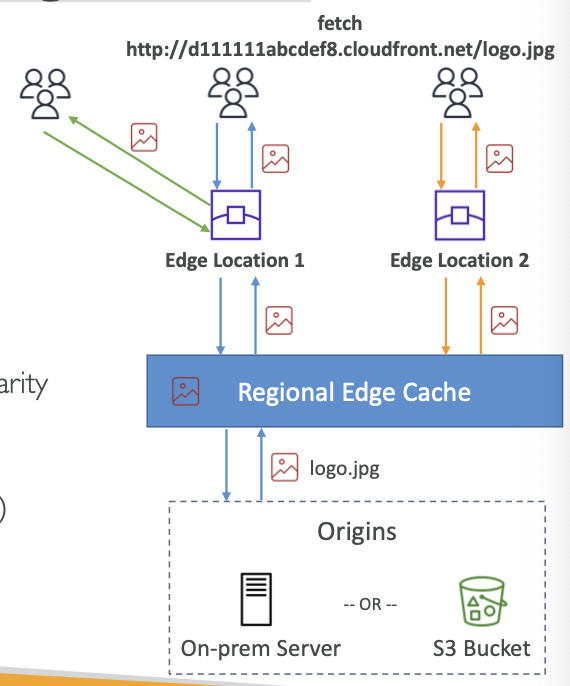 fetch
http://d111111abcdef8.cloudfront.net/logo.jpg
Edge Location 1
Edge Location 2
arity
Regional Edge Cache
logo.jpg
)
Origins
-- OR --
On-prem Server
S3 Bucket